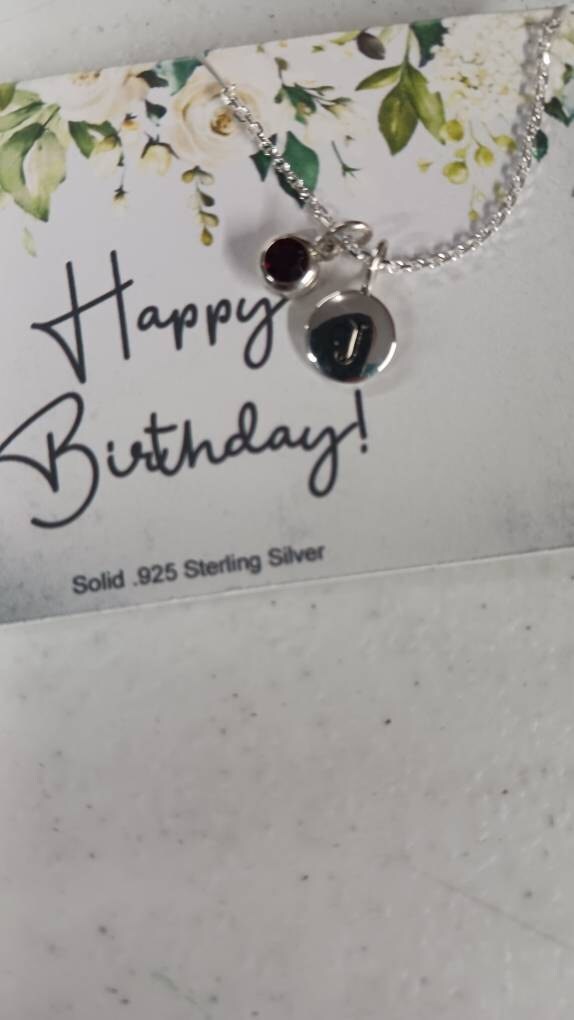 Happy
J
Birthday!
Solid .925 Sterling Silver